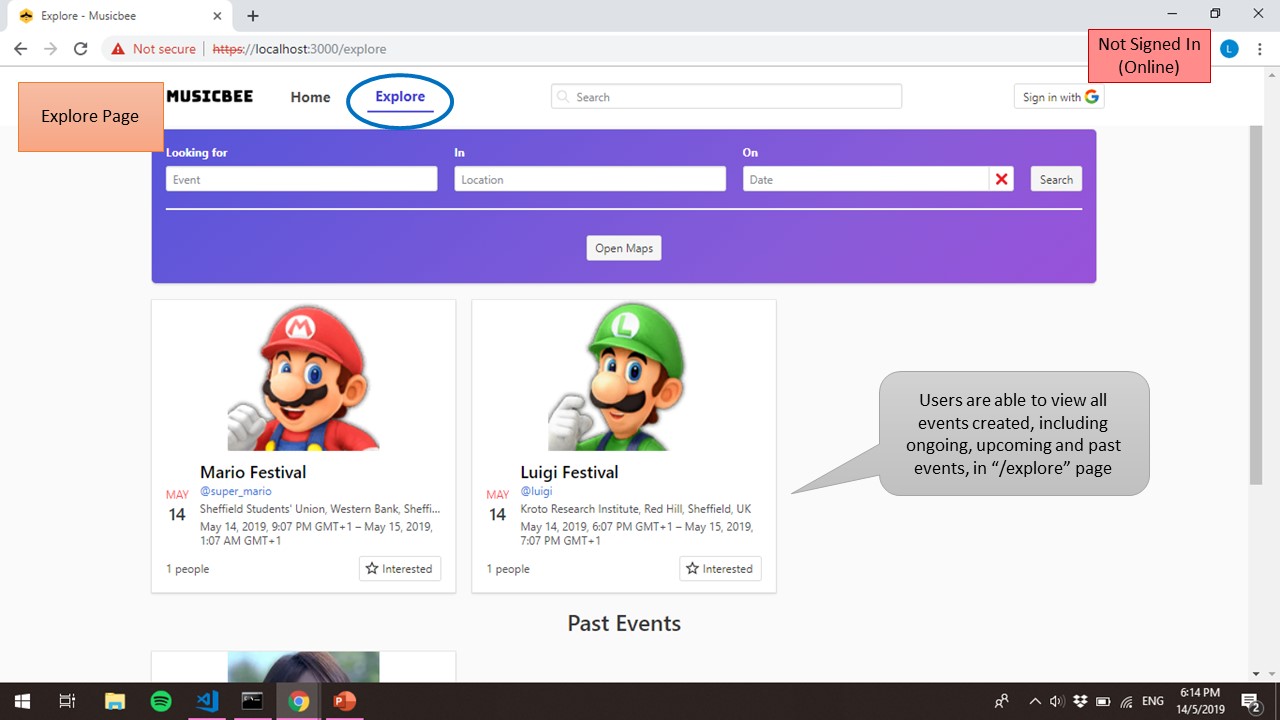 Explore - Musicbee
Not secure
https://localhost:3000/explore
L
Not Signed In
(Online)
Explore Page
MUSICBEE
Home
Explore
Search
Sign in with
Looking for
In
On
Event
Location
Date
Search
Open Maps
M
Mario Festival
@super_mario
MAY
14
Sheffield Students' Union, Western Bank, Sheffi...
May 14, 2019, 9:07 PM GMT+1 – May 15, 2019,
1:07 AM GMT+1
1 people
Interested
L
Luigi Festival
@luigi
MAY
14
Kroto Research Institute, Red Hill, Sheffield, UK
May 14, 2019, 6:07 PM GMT+1 – May 15, 2019,
7:07 PM GMT+1
1 people
Interested
Users are able to view all
events created, including
ongoing, upcoming and past
events, in “/explore” page
Past Events
ENG
6:14 PM
14/5/2019
2